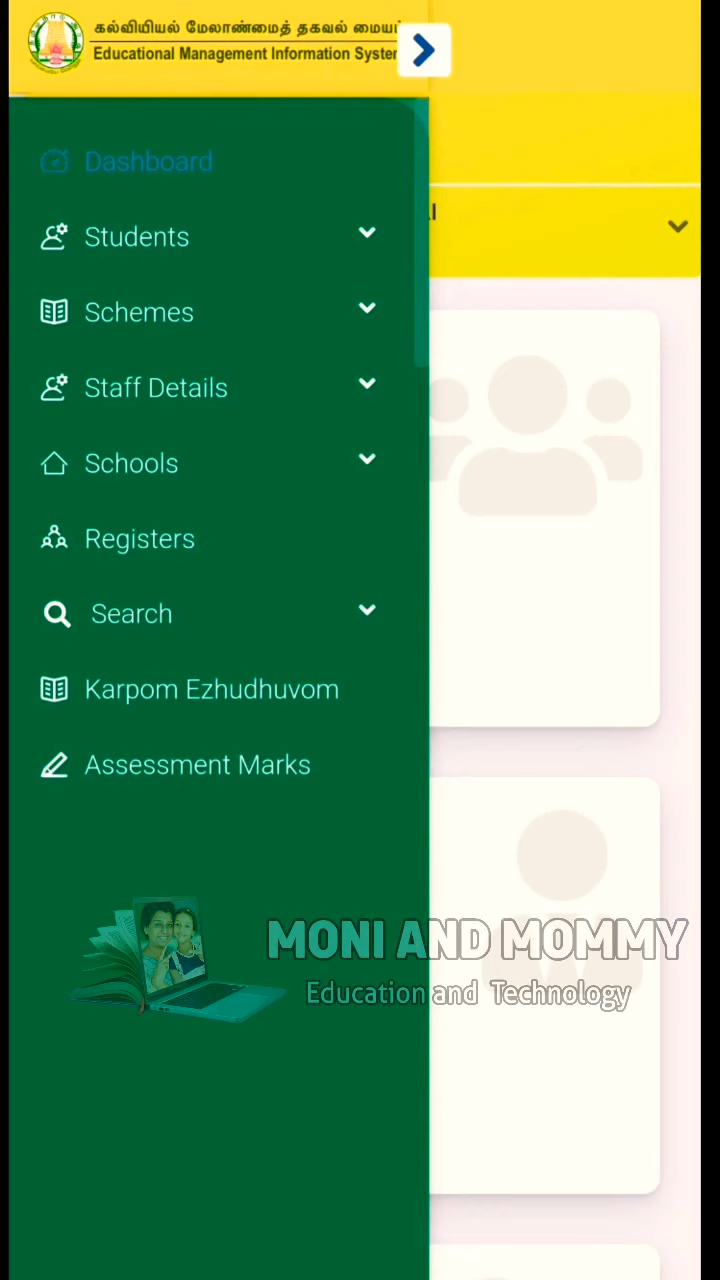 கல்வியியல் மேலாண்மைத் தகவல் மைய
Educational Management Information Syste
Dashboard
Students
Schemes
Staff Details
Schools
Registers
Search
Karpom Ezhudhuvom
Assessment Marks
MONI AND MOMMY
Education and Technology